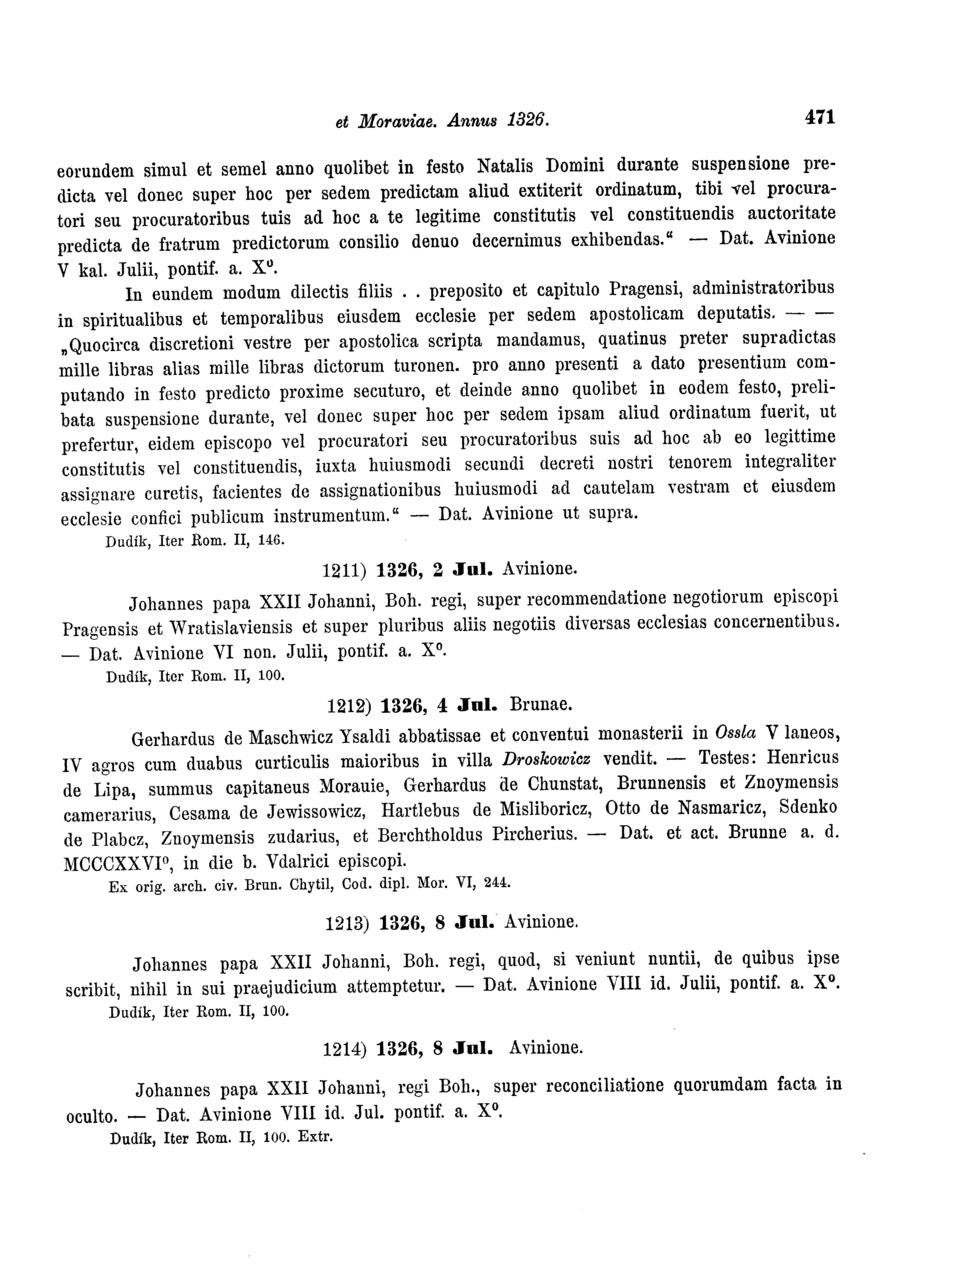 et Moraviae. Annus 1326. 471
eorundem simul et semel anno quolibet in festo Natalis Domini durante suspensione pre-
dicta vel donec super hoc per sedem predictam aliud extiterit ordinatum, tibi vel procura-
tori seu procuratoribus tuis ad hoc a te legitime constitutis vel constituendis auctoritate
predicta de fratrum predictorum consilio denuo decernimus exhibendas.“ — Dat. Avinione
V kal. Julii, pontif. a. X⁰.
In eundem modum dilectis filiis . . preposito et capitulo Pragensi, administratoribus
in spiritualibus et temporalibus eiusdem ecclesie per sedem apostolicam deputatis. — —
„Quocirca discretioni vestre per apostolica scripta mandamus, quatinus preter supradictas
mille libras alias mille libras dictorum turonen. pro anno presenti a dato presentium com-
putando in festo predicto proxime secuturo, et deinde anno quolibet in eodem festo, preli-
bata suspensione durante, vel donec super hoc per sedem ipsam aliud ordinatum fuerit, ut
prefertur, eidem episcopo vel procuratori seu procuratoribus suis ad hoc ab eo legittime
constitutis vel constituendis, iuxta huiusmodi secundi decreti nostri tenorem integraliter
assignare curetis, facientes de assignationibus huiusmodi ad cautelam vestram et eiusdem
ecclesie confici publicum instrumentum.“ — Dat. Avinione ut supra.
Dudík, Iter Rom. II, 146.
1211) 1326, 2 Jul. Avinione.
Johannes papa XXII Johanni, Boh. regi, super recommendatione negotiorum episcopi
Pragensis et Wratislaviensis et super pluribus aliis negotiis diversas ecclesias concernentibus.
— Dat. Avinione VI non. Julii, pontif. a. X⁰.
Dudík, Iter Rom. II, 100.
1212) 1326, 4 Jul. Brunae.
Gerhardus de Maschwicz Ysaldi abbatissae et conventui monasterii in Ossla V laneos,
IV agros cum duabus curticulis maioribus in villa Droskowicz vendit. — Testes: Henricus
de Lipa, summus capitaneus Morauie, Gerhardus de Chunstat, Brunnensis et Znoymensis
camerarius, Cesama de Jewissowicz, Hartlebus de Misliboricz, Otto de Nasmaricz, Sdenko
de Plabcz, Znoymensis zudarius, et Berchtholdus Pircherius. — Dat. et act. Brunne a. d.
MCCCXXVI⁰, in die b. Vdalrici episcopi.
Ex orig. arch. civ. Brun. Chytil, Cod. dipl. Mor. VI, 244.
1213) 1326, 8 Jul. Avinione.
Johannes papa XXII Johanni, Boh. regi, quod, si veniunt nuntii, de quibus ipse
scribit, nihil in sui praejudicium attemptetur. — Dat. Avinione VIII id. Julii, pontif. a. X⁰.
Dudík, Iter Rom. II, 100.
1214) 1326, 8 Jul. Avinione.
Johannes papa XXII Johanni, regi Boh., super reconciliatione quorumdam facta in
oculto. — Dat. Avinione VIII id. Jul. pontif. a. X⁰.
Dudík, Iter Rom. II, 100. Extr.